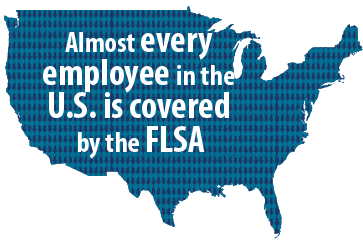 Almost every
employee in the
U.S. is covered
by the FLSA